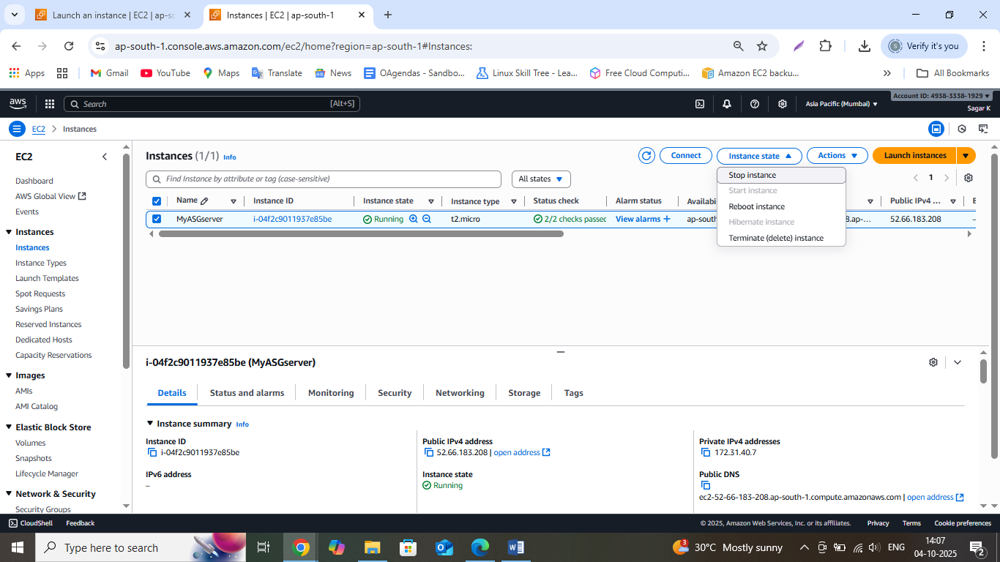 Launch an instance | EC2 | ap-sc
Instances | EC2 | ap-south-1
ap-south-1.console.aws.amazon.com/ec2/home?region=ap-south-1#Instances:
Verify it's you
Apps
Gmail
YouTube
Maps
Translate
News
OAgendas - Sandbo...
Linux Skill Tree - Lea...
Free Cloud Computi...
Amazon EC2 backu...
All Bookmarks
aws
Search
[Alt+S]
Asia Pacific (Mumbai)
Account ID: 4938-3338-1929
Sagar K
EC2
Instances
EC2
Dashboard
AWS Global View
Events
Instances
Instances
Instance Types
Launch Templates
Spot Requests
Savings Plans
Reserved Instances
Dedicated Hosts
Capacity Reservations
Images
AMIs
AMI Catalog
Elastic Block Store
Volumes
Snapshots
Lifecycle Manager
Network & Security
Security Groups
Instances (1/1) Info
Connect
Instance state
Actions
Launch instances
Find Instance by attribute or tag (case-sensitive)
All states
Stop instance
Start instance
Reboot instance
Hibernate instance
Terminate (delete) instance
1
Name
Instance ID
Instance state
Instance type
Status check
Alarm status
Availabi
Public IPv4 ...
E
MyASGserver
i-04f2c9011937e85be
Running
t2.micro
2/2 checks passed
View alarms +
ap-south
8.ap-...
52.66.183.208
–
i-04f2c9011937e85be (MyASGserver)
Details
Status and alarms
Monitoring
Security
Networking
Storage
Tags
Instance summary Info
Instance ID
i-04f2c9011937e85be
Public IPv4 address
52.66.183.208 | open address
Private IPv4 addresses
172.31.40.7
IPv6 address
–
Instance state
Running
Public DNS
ec2-52-66-183-208.ap-south-1.compute.amazonaws.com | open address
CloudShell
Feedback
© 2025, Amazon Web Services, Inc. or its affiliates.
Privacy
Terms
Cookie preferences
Type here to search
30°C Mostly sunny
ENG
14:07
04-10-2025
2